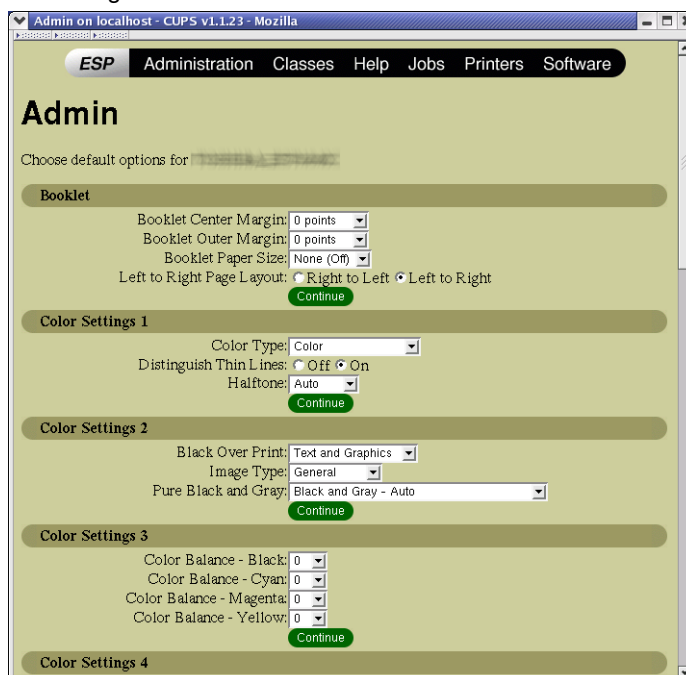 Admin on localhost - CUPS v1.1.23 - Mozilla
ESP Administration Classes Help Jobs Printers Software
Admin
Choose default options for
Booklet
Booklet Center Margin: 0 points
Booklet Outer Margin: 0 points
Booklet Paper Size: None (Off)
Left to Right Page Layout: Right to Left Left to Right
Continue
Color Settings 1
Color Type: Color
Distinguish Thin Lines: Off On
Halftone: Auto
Continue
Color Settings 2
Black Over Print: Text and Graphics
Image Type: General
Pure Black and Gray: Black and Gray - Auto
Continue
Color Settings 3
Color Balance - Black: 0
Color Balance - Cyan: 0
Color Balance - Magenta: 0
Color Balance - Yellow: 0
Continue
Color Settings 4